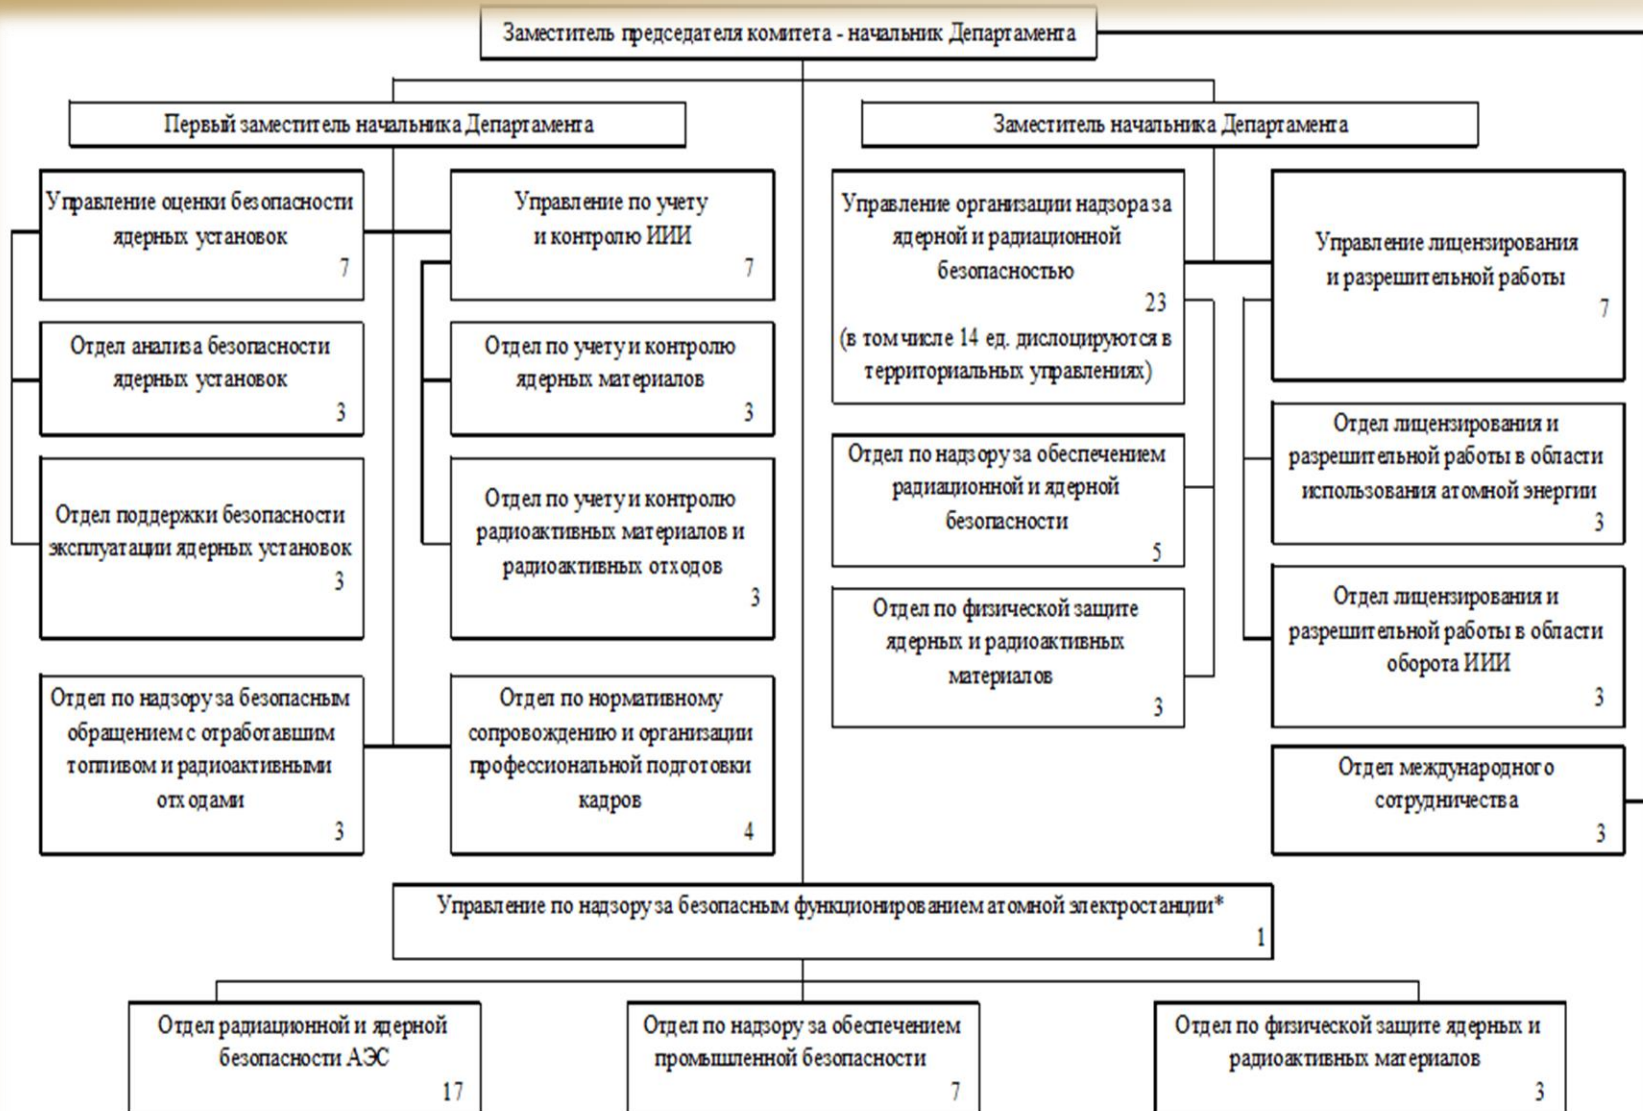 Заместитель председателя комитета - начальник Департамента
Первый заместитель начальника Департамента
Заместитель начальника Департамента
Управление оценки безопасности
ядерных установок
7
Управление по учету
и контролю ИИИ
7
Отдел анализа безопасности
ядерных установок
3
Отдел по учету и контролю
ядерных материалов
3
Отдел поддержки безопасности
эксплуатации ядерных установок
3
Отдел по учету и контролю
радиоактивных материалов и
радиоактивных отходов
3
Отдел по надзору за безопасным
обращением с отработавшим
топливом и радиоактивными
отходами
3
Отдел по нормативному
сопровождению и организации
профессиональной подготовки
кадров
4
Управление организации надзора за
ядерной и радиационной
безопасностью
23
(в том числе 14 ед. дислоцируются в
территориальных управлениях)
Отдел по надзору за обеспечением
радиационной и ядерной
безопасности
5
Отдел по физической защите
ядерных и радиоактивных
материалов
3
Управление лицензирования
и разрешительной работы
7
Отдел лицензирования и
разрешительной работы в области
использования атомной энергии
3
Отдел лицензирования и
разрешительной работы в области
оборота ИИИ
3
Отдел международного
сотрудничества
3
Управление по надзору за безопасным функционированием атомной электростанции*
1
Отдел радиационной и ядерной
безопасности АЭС
17
Отдел по надзору за обеспечением
промышленной безопасности
7
Отдел по физической защите ядерных и
радиоактивных материалов
3